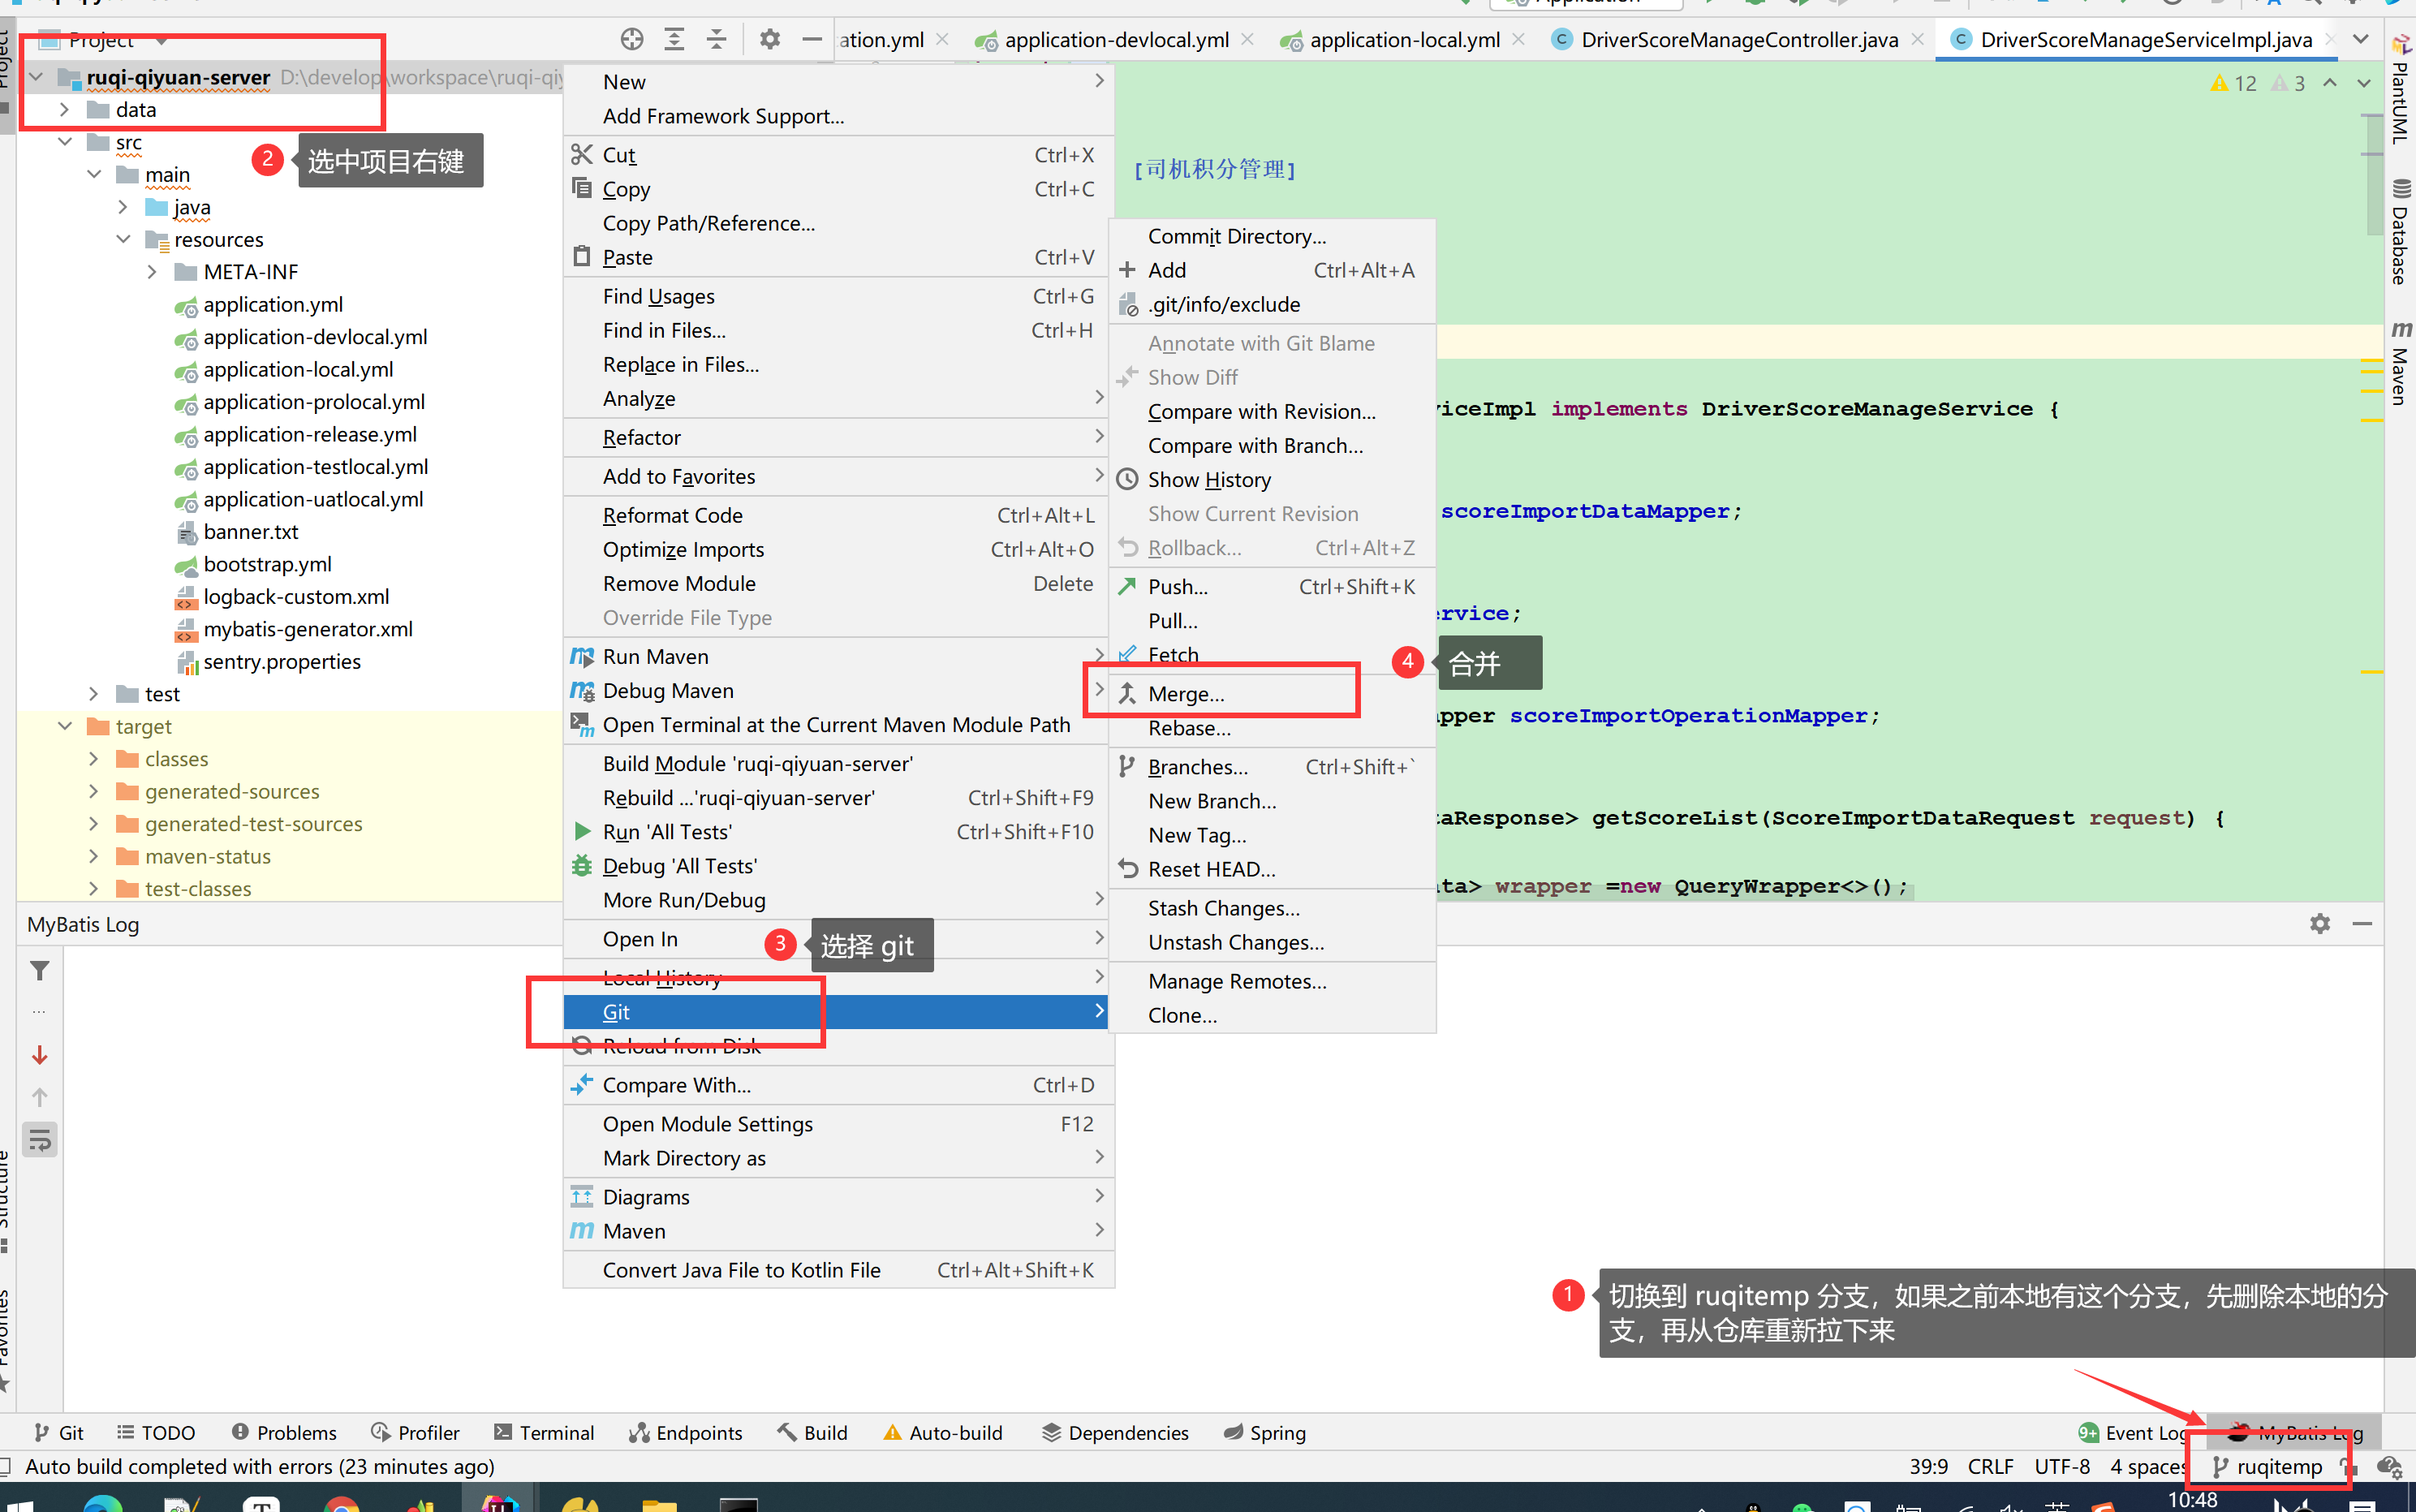 Project
ation.yml
application-devlocal.yml
application-local.yml
DriverScoreManageController.java
DriverScoreManageServiceImpl.java
ruqi-qiyuan-server D:\develop\workspace\ruqi-qiy
data
src
main
java
resources
META-INF
application.yml
application-devlocal.yml
application-local.yml
application-prolocal.yml
application-release.yml
application-testlocal.yml
application-uatlocal.yml
banner.txt
bootstrap.yml
logback-custom.xml
mybatis-generator.xml
sentry.properties
test
target
classes
generated-sources
generated-test-sources
maven-status
test-classes
2 选中项目右键
New
Add Framework Support...
Cut Ctrl+X
Copy Ctrl+C
Copy Path/Reference...
Paste Ctrl+V
Find Usages Ctrl+G
Find in Files... Ctrl+H
Replace in Files...
Analyze
Refactor
Add to Favorites
Reformat Code Ctrl+Alt+L
Optimize Imports Ctrl+Alt+O
Remove Module Delete
Override File Type
Run Maven
Debug Maven
Open Terminal at the Current Maven Module Path
Build Module 'ruqi-qiyuan-server'
Rebuild ...'ruqi-qiyuan-server' Ctrl+Shift+F9
Run 'All Tests' Ctrl+Shift+F10
Debug 'All Tests'
More Run/Debug
Open In
3 选择 git
Local History
Git
Reload from Disk
Compare With... Ctrl+D
Open Module Settings F12
Mark Directory as
Diagrams
Maven
Convert Java File to Kotlin File Ctrl+Alt+Shift+K
Commit Directory...
Add Ctrl+Alt+A
.git/info/exclude
Annotate with Git Blame
Show Diff
Compare with Revision...
Compare with Branch...
Show History
Show Current Revision
Rollback... Ctrl+Alt+Z
Push... Ctrl+Shift+K
Pull...
Fetch
4 合并
Merge...
Rebase...
Branches... Ctrl+Shift+`
New Branch...
New Tag...
Reset HEAD...
Stash Changes...
Unstash Changes...
Manage Remotes...
Clone...
12 3
[司机积分管理]
viceImpl implements DriverScoreManageService {
scoreImportDataMapper;
ervice;
apper scoreImportOperationMapper;
taResponse> getScoreList(ScoreImportDataRequest request) {
ta> wrapper =new QueryWrapper<>();
PlantUML
Database
Maven
MyBatis Log
Structure
Favorites
1 切换到 ruqitemp 分支，如果之前本地有这个分支，先删除本地的分
支，再从仓库重新拉下来
Git TODO Problems Profiler Terminal Endpoints Build Auto-build Dependencies Spring
9+ Event Log MyBatis Log
Auto build completed with errors (23 minutes ago)
39:9 CRLF UTF-8 4 spaces ruqitemp
10:48